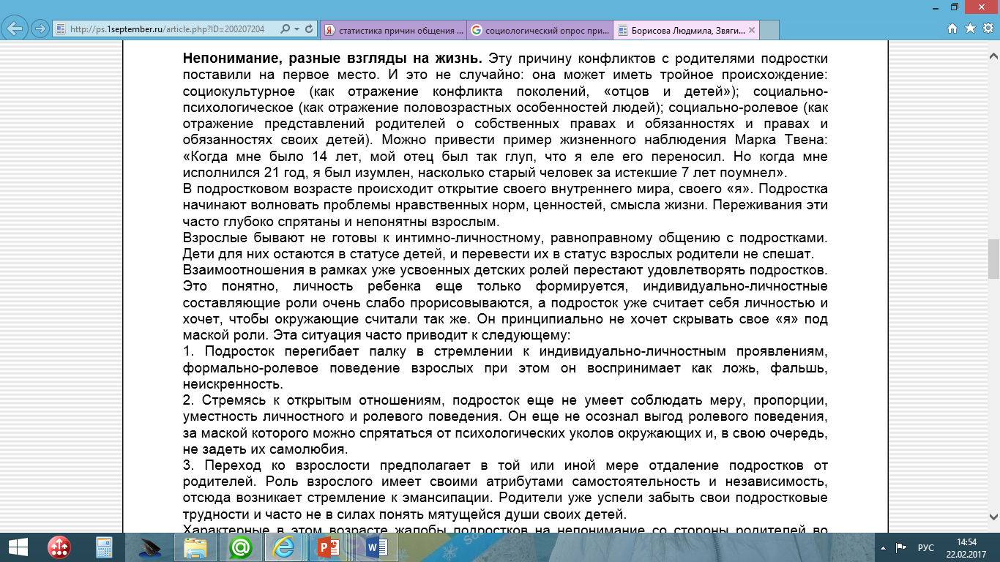 http://ps.1september.ru/article.php?ID=200207204
статистика причин общения ...
социологический опрос при...
Борисова Людмила, Звяги...
Непонимание, разные взгляды на жизнь. Эту причину конфликтов с родителями подростки
поставили на первое место. И это не случайно: она может иметь тройное происхождение:
социокультурное (как отражение конфликта поколений, «отцов и детей»); социально-
психологическое (как отражение половозрастных особенностей людей); социально-ролевое (как
отражение представлений родителей о собственных правах и обязанностях и правах и
обязанностях своих детей). Можно привести пример жизненного наблюдения Марка Твена:
«Когда мне было 14 лет, мой отец был так глуп, что я еле его переносил. Но когда мне
исполнился 21 год, я был изумлен, насколько старый человек за истекшие 7 лет поумнел».
В подростковом возрасте происходит открытие своего внутреннего мира, своего «я». Подростка
начинают волновать проблемы нравственных норм, ценностей, смысла жизни. Переживания эти
часто глубоко спрятаны и непонятны взрослым.
Взрослые бывают не готовы к интимно-личностному, равноправному общению с подростками.
Дети для них остаются в статусе детей, и перевести их в статус взрослых родители не спешат.
Взаимоотношения в рамках уже усвоенных детских ролей перестают удовлетворять подростков.
Это понятно, личность ребенка еще только формируется, индивидуально-личностные
составляющие роли очень слабо прорисовываются, а подросток уже считает себя личностью и
хочет, чтобы окружающие считали так же. Он принципиально не хочет скрывать свое «я» под
маской роли. Эта ситуация часто приводит к следующему:
1. Подросток перегибает палку в стремлении к индивидуально-личностным проявлениям,
формально-ролевое поведение взрослых при этом он воспринимает как ложь, фальшь,
неискренность.
2. Стремясь к открытым отношениям, подросток еще не умеет соблюдать меру, пропорции,
уместность личностного и ролевого поведения. Он еще не осознал выгод ролевого поведения,
за маской которого можно спрятаться от психологических уколов окружающих и, в свою очередь,
не задеть их самолюбия.
3. Переход ко взрослости предполагает в той или иной мере отдаление подростков от
родителей. Роль взрослого имеет своими атрибутами самостоятельность и независимость,
отсюда возникает стремление к эмансипации. Родители уже успели забыть свои подростковые
трудности и часто не в силах понять мятущейся души своих детей.
Характерные в этом возрасте жалобы подростков на непонимание со стороны родителей во
РУС
14:54
22.02.2017